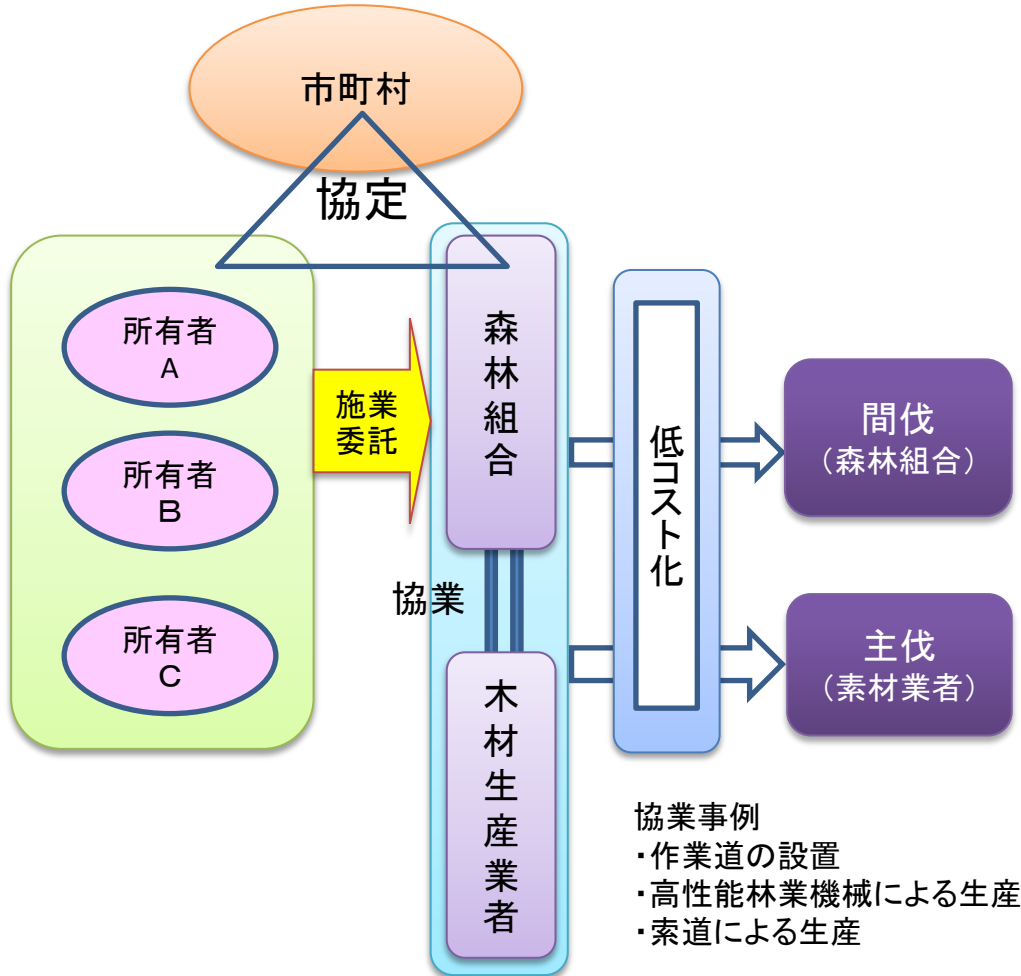 市町村
協定
所有者
A
所有者
B
所有者
C
施業
委託
森林組合
協業
木材生産業者
低コスト化
間伐
（森林組合）
主伐
（素材業者）
協業事例
・作業道の設置
・高性能林業機械による生産
・索道による生産